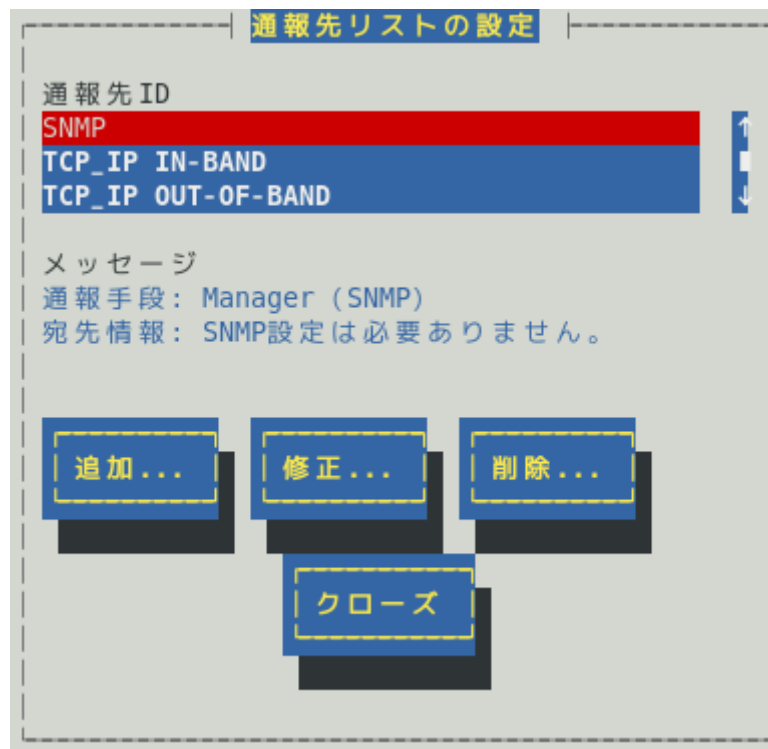 通報先リストの設定
通報先ID
SNMP
TCP_IP IN-BAND
TCP_IP OUT-OF-BAND
メッセージ
通報手段: Manager (SNMP)
宛先情報: SNMP設定は必要ありません。
追加... 修正... 削除...
クローズ